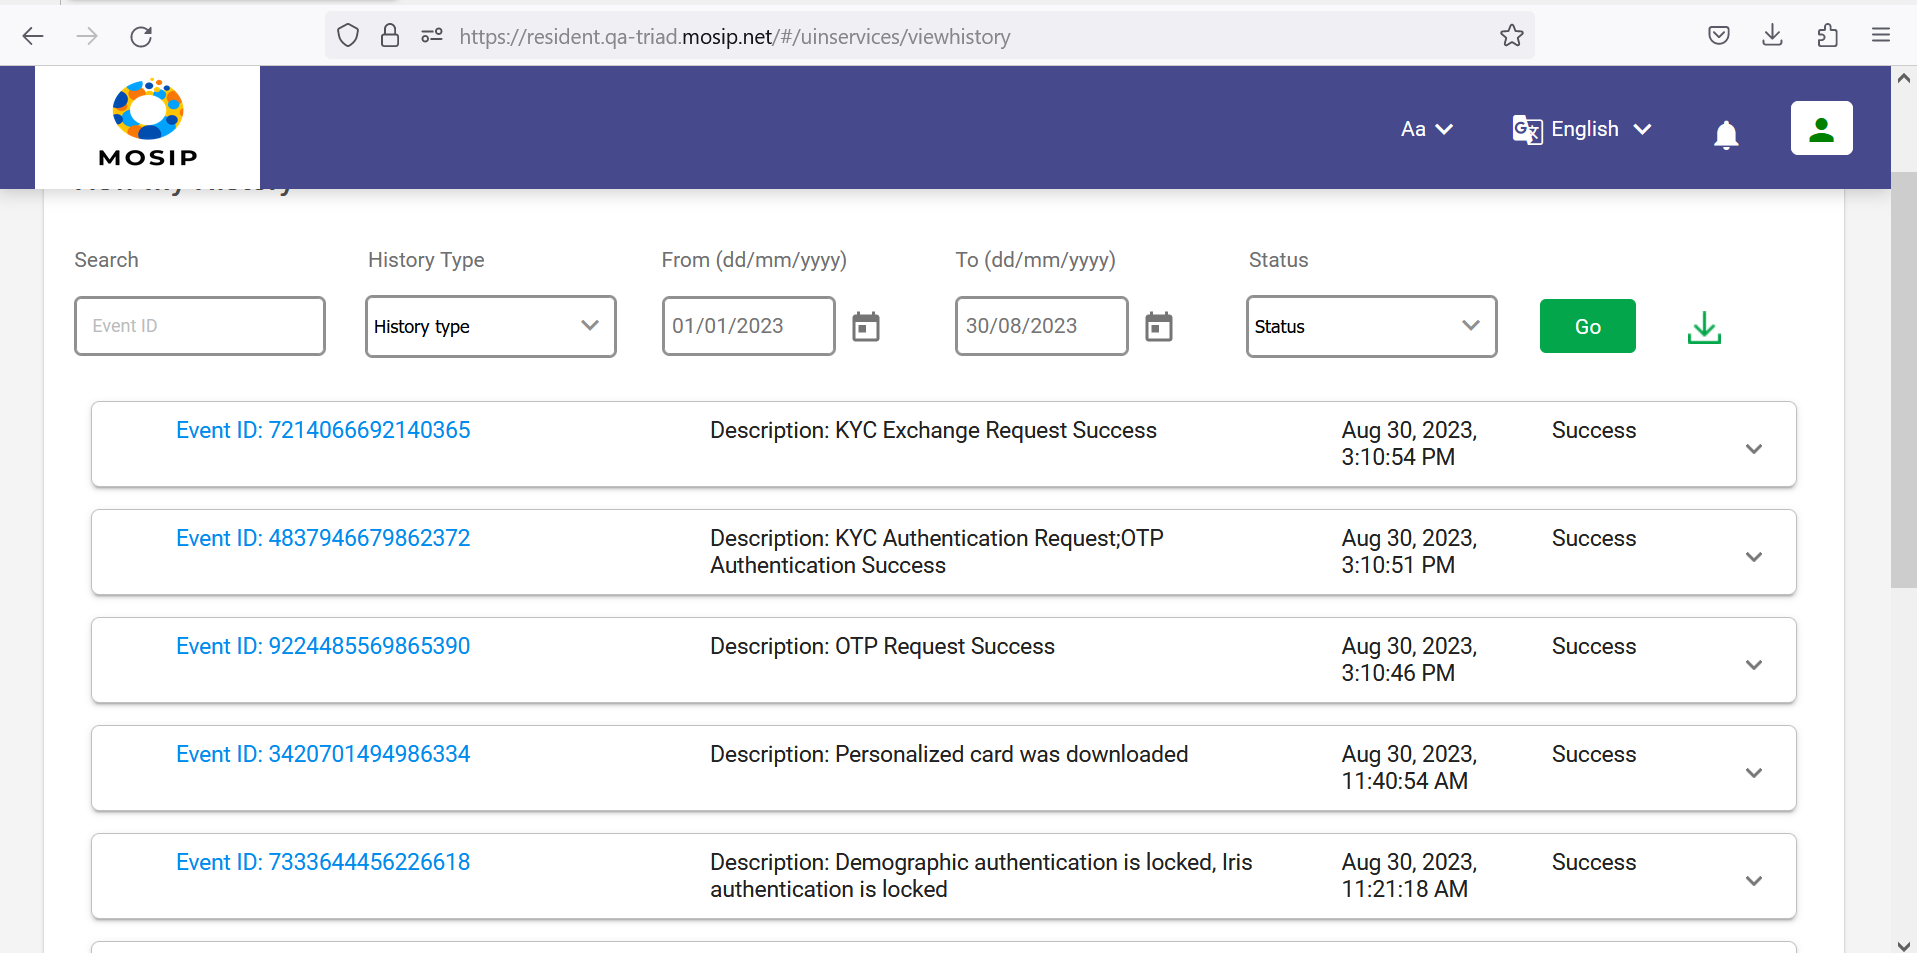 https://resident.qa-triad.mosip.net/#/uinservices/viewhistory
MOSIP
Aa
English
Search
History Type
From (dd/mm/yyyy)
To (dd/mm/yyyy)
Status
Event ID
History type
01/01/2023
30/08/2023
Status
Go
Event ID: 7214066692140365
Description: KYC Exchange Request Success
Aug 30, 2023,
3:10:54 PM
Success
Event ID: 4837946679862372
Description: KYC Authentication Request;OTP
Authentication Success
Aug 30, 2023,
3:10:51 PM
Success
Event ID: 9224485569865390
Description: OTP Request Success
Aug 30, 2023,
3:10:46 PM
Success
Event ID: 3420701494986334
Description: Personalized card was downloaded
Aug 30, 2023,
11:40:54 AM
Success
Event ID: 7333644456226618
Description: Demographic authentication is locked, Iris
authentication is locked
Aug 30, 2023,
11:21:18 AM
Success